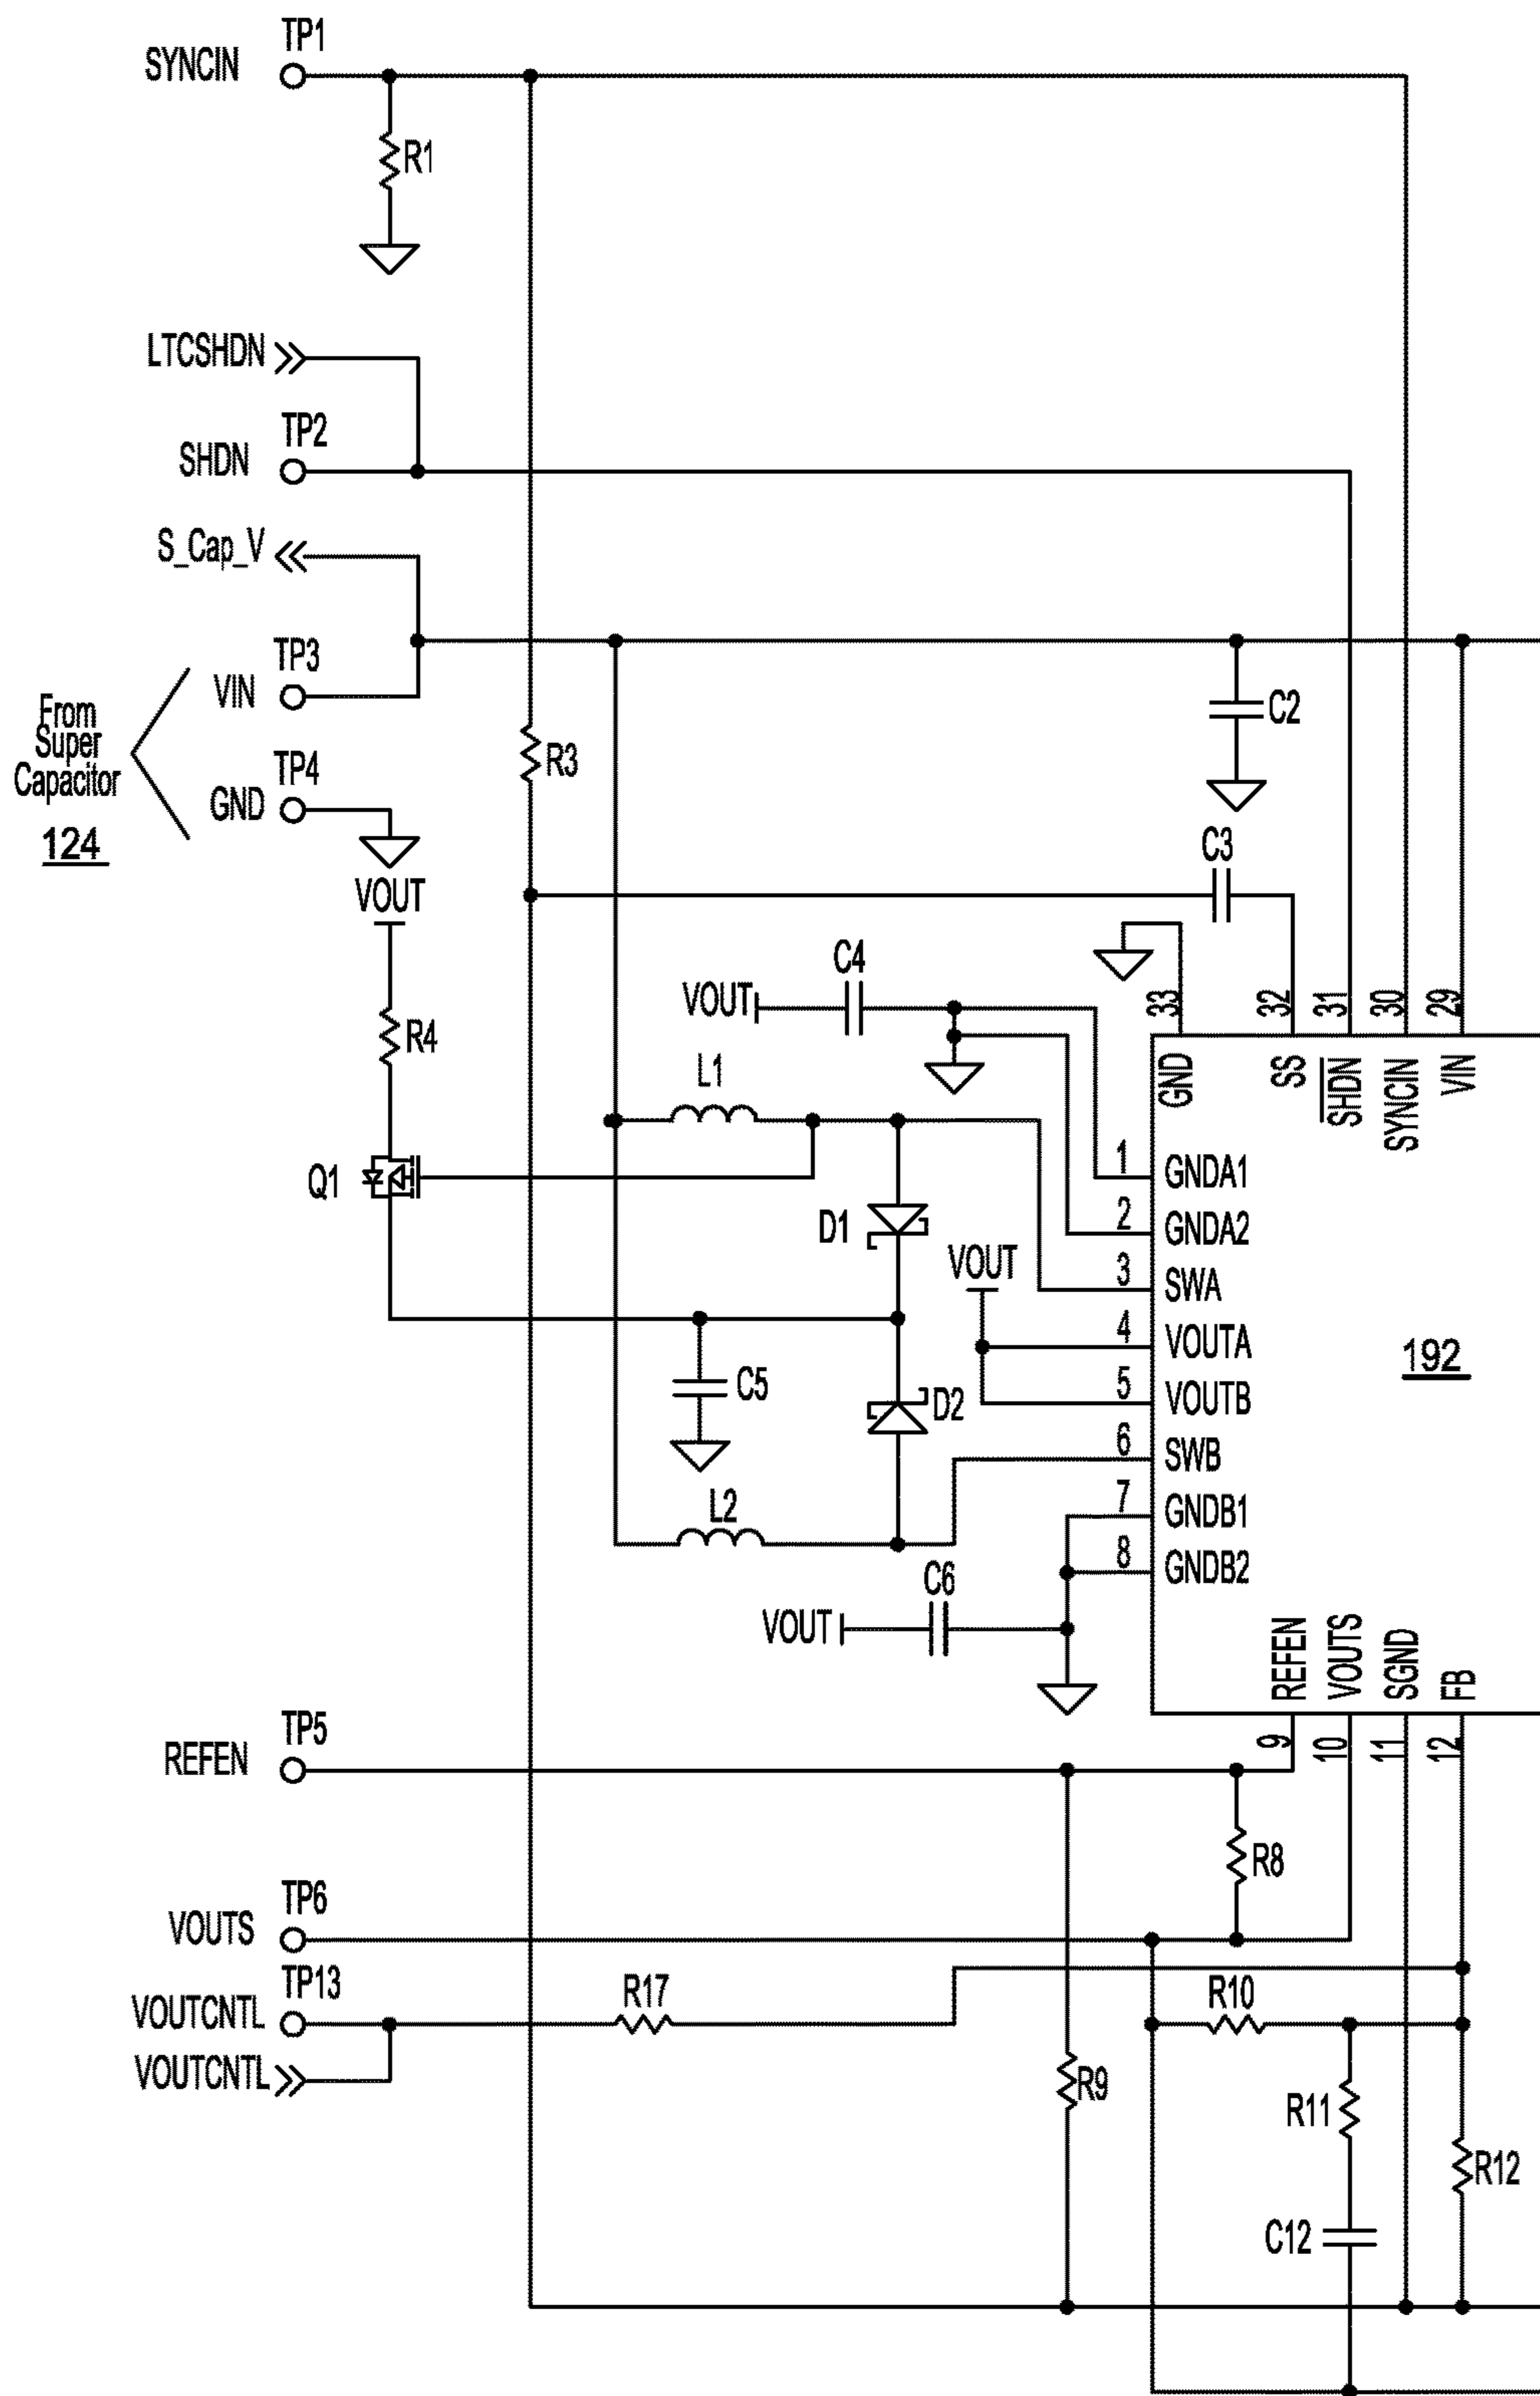 TP1
SYNCIN
R1
LTCSHDN
TP2
SHDN
S_Cap_V
TP3
VIN
From
Super
Capacitor
124
TP4
GND
R3
C2
VOUT
C3
R4
C4
VOUT
33
32
31
30
29
GND
SS
SHDN
SYNCIN
VIN
L1
Q1
1
GNDA1
2
GNDA2
D1
VOUT
3
SWA
4
VOUTA
192
C5
D2
5
VOUTB
6
SWB
L2
7
GNDB1
8
GNDB2
C6
VOUT
REFEN
VOUTS
SGND
FB
9
10
11
12
TP5
REFEN
R8
TP6
VOUTS
TP13
VOUTCNTL
R17
R10
VOUTCNTL
R9
R11
R12
C12